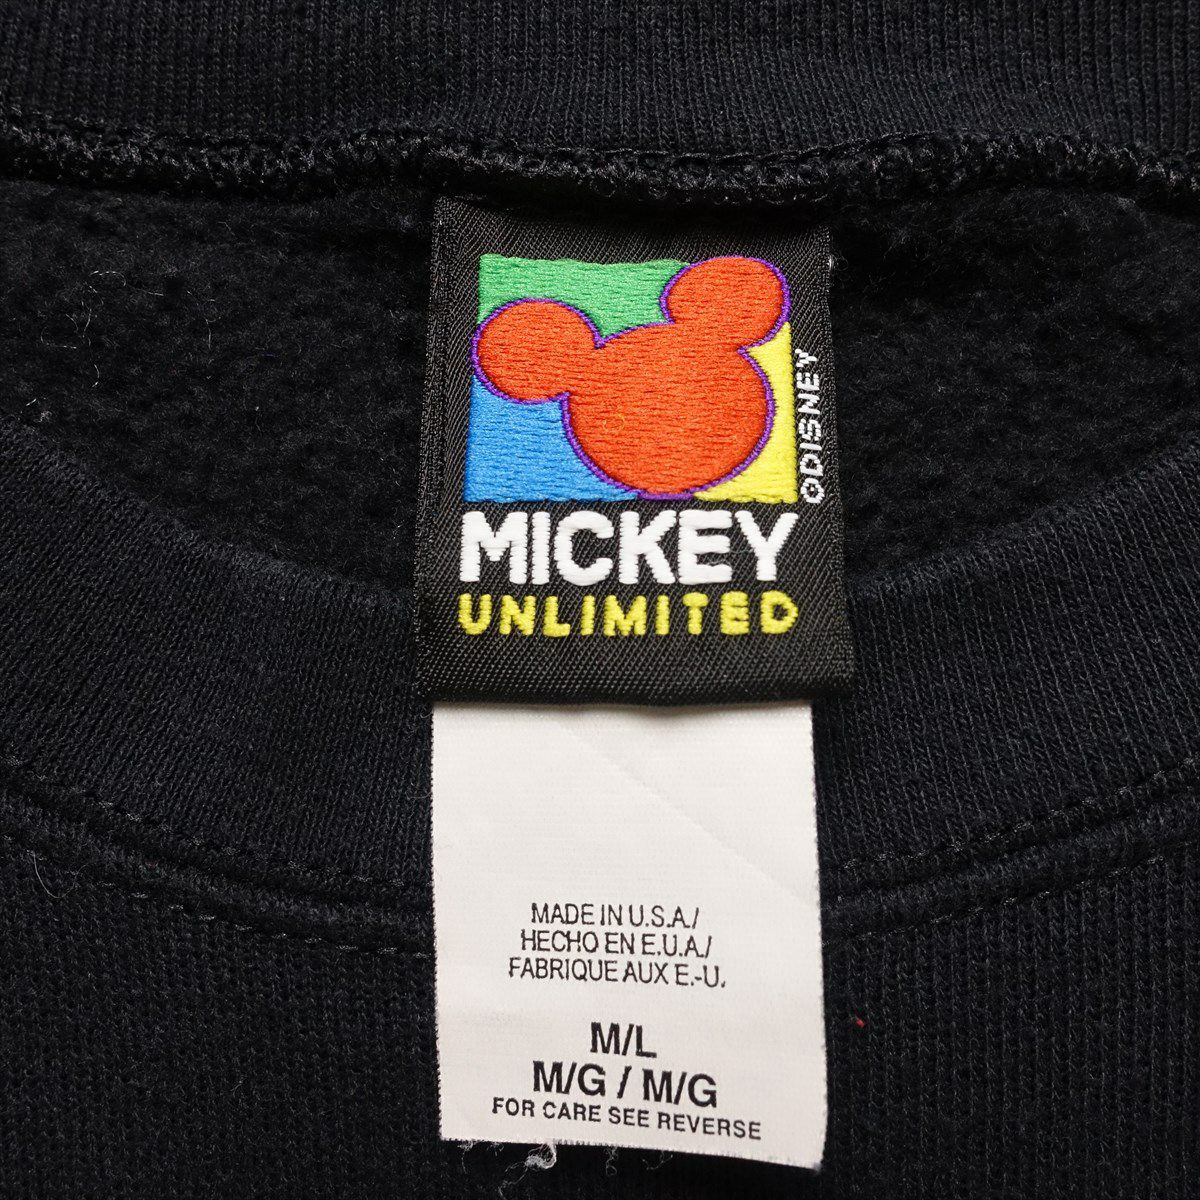 ©DISNEY
MICKEY
UNLIMITED
MADE IN U.S.A./
HECHO EN E.U.A./
FABRIQUE AUX E.-U.
M/L
M/G / M/G
FOR CARE SEE REVERSE